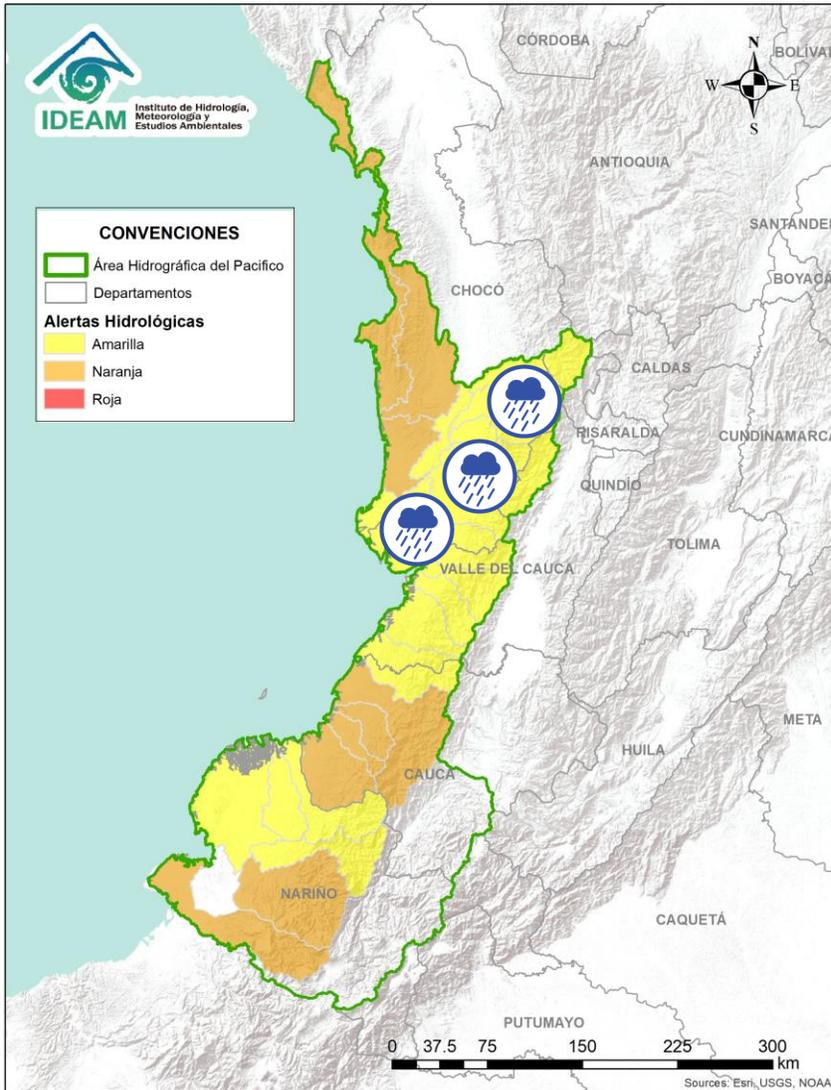 IDEAM
Instituto de Hidrología,
Meteorología y
Estudios Ambientales
CÓRDOBA
BOLÍVAR
N
W
E
S
ANTIOQUIA
SANTANDER
BOYACÁ
CONVENCIONES
Área Hidrográfica del Pacifico
Departamentos
Alertas Hidrológicas
Amarilla
Naranja
Roja
CHOCÓ
CALDAS
RISARALDA
CUNDINAMARCA
QUINDÍO
TOLIMA
VALLE DEL CAUCA
META
HUILA
CAUCA
NARIÑO
CAQUETÁ
PUTUMAYO
0 37.5 75 150 225 300
km
Sources: Esri, USGS, NOAA